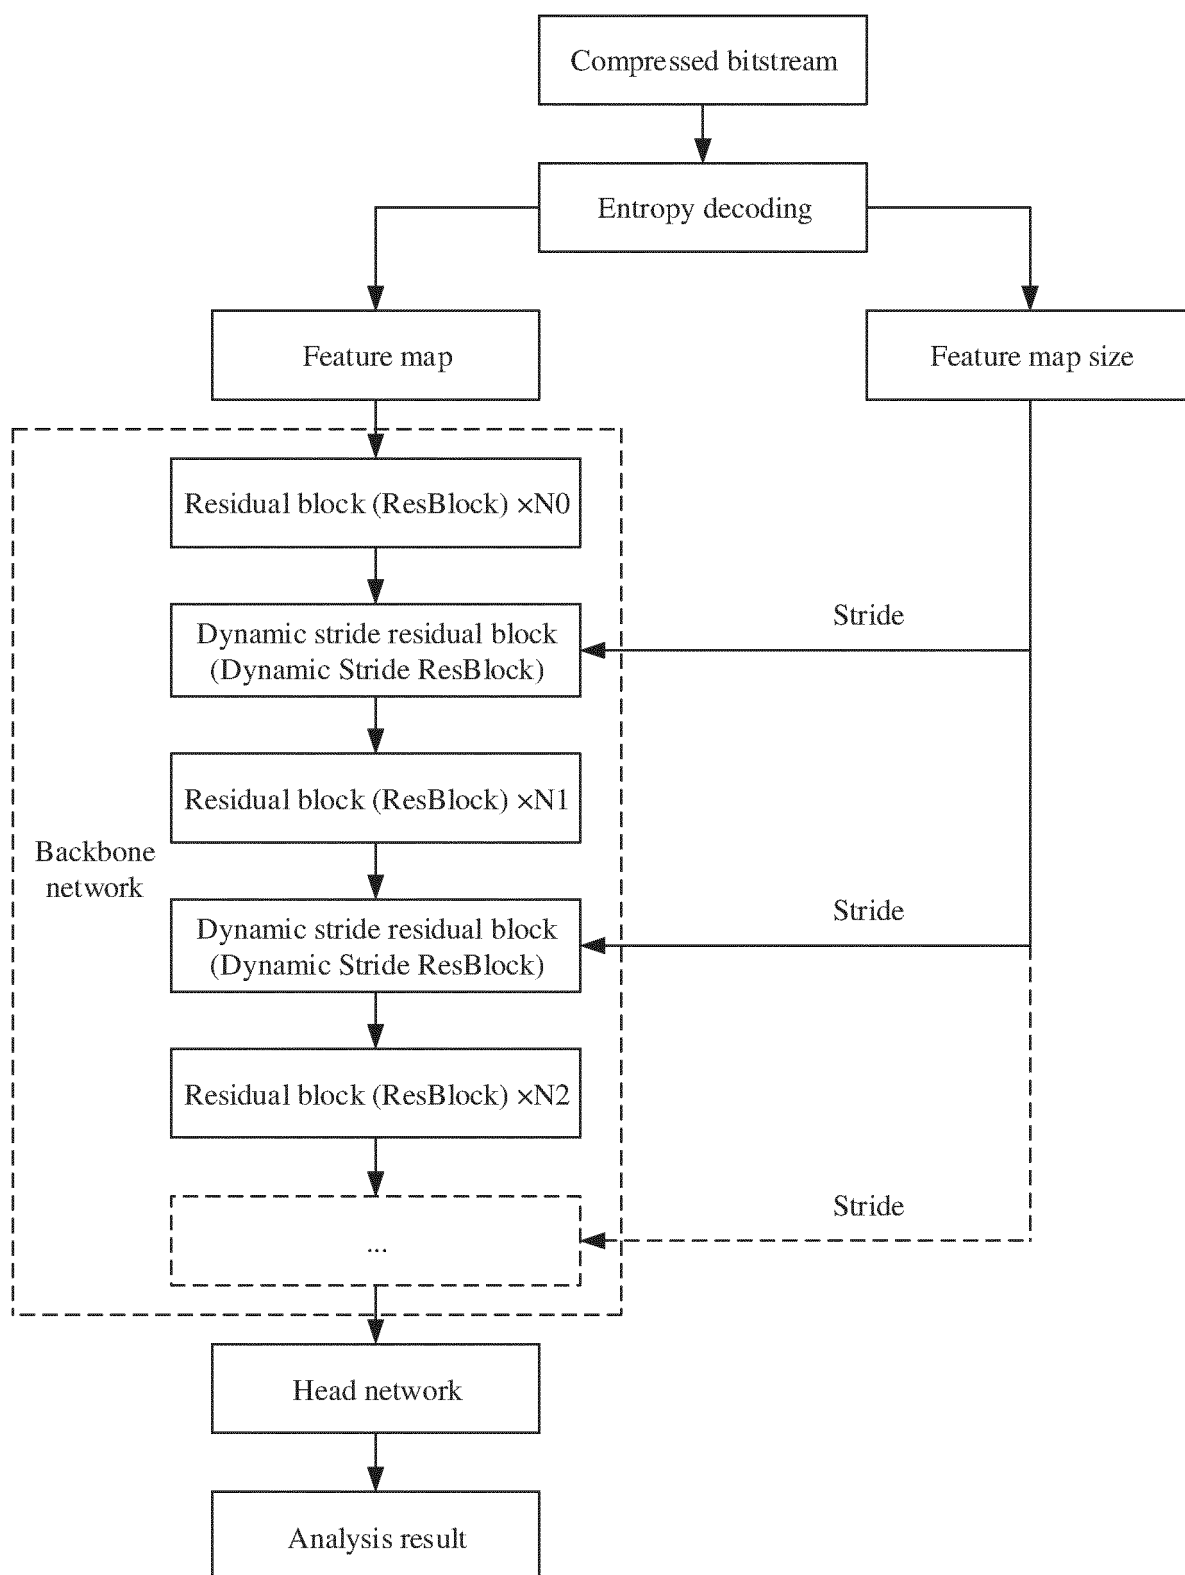 Compressed bitstream
Entropy decoding
Feature map
Feature map size
Residual block (ResBlock) ×N0
Stride
Dynamic stride residual block
(Dynamic Stride ResBlock)
Residual block (ResBlock) ×N1
Backbone
network
Stride
Dynamic stride residual block
(Dynamic Stride ResBlock)
Residual block (ResBlock) ×N2
Stride
...
Head network
Analysis result